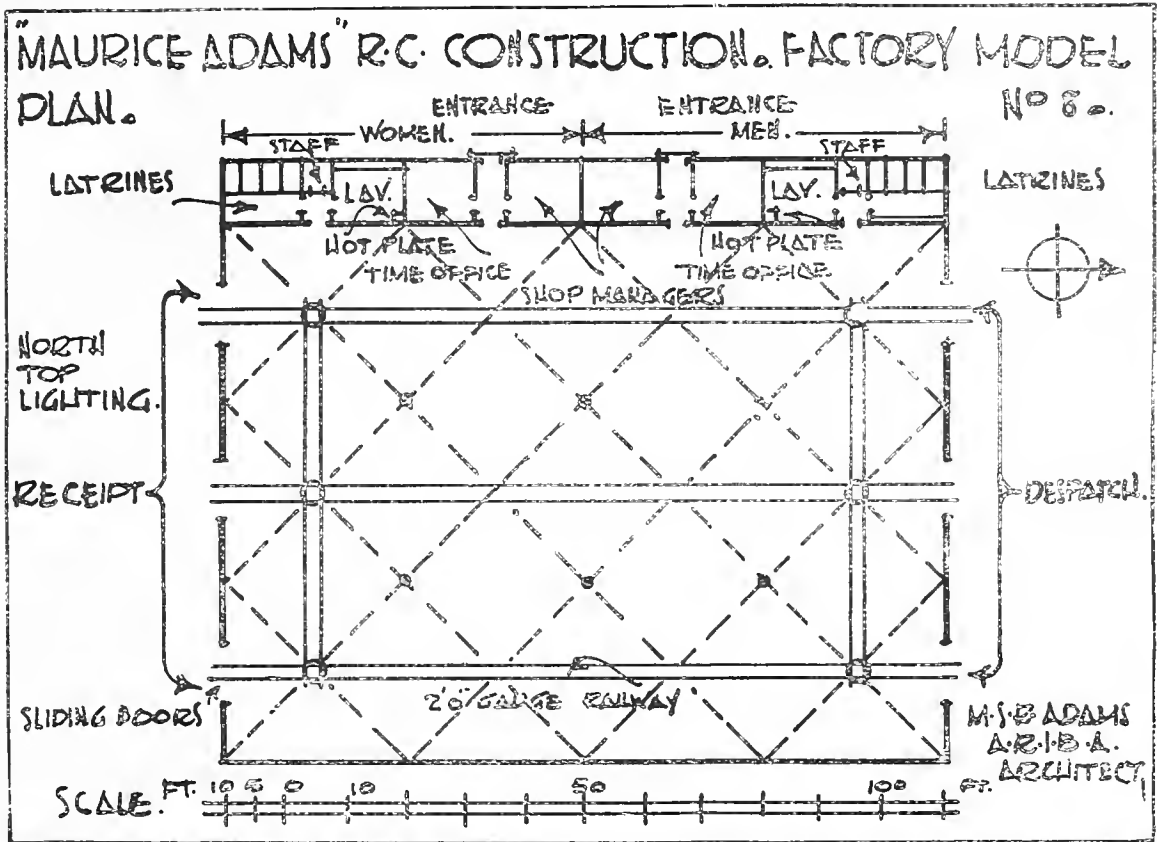 "MAURICE ADAMS" R·C· CONSTRUCTION. FACTORY MODEL
PLAN.
Nº 8.
ENTRANCE
ENTRANCE
WOMEN.
MEN.
STAFF
STAFF
LATRINES
LAV.
LAV.
LATRINES
HOT PLATE
HOT PLATE
TIME OFFICE
TIME OFFICE
SHOP MANAGERS
NORTH
TOP
LIGHTING.
RECEIPT
DESPATCH.
SLIDING DOORS
2'0" GAUGE RAILWAY
M·S·B ADAMS
A·R·I·B·A·
ARCHITECT
SCALE. FT. 10 5 0 10 50 100 FT.